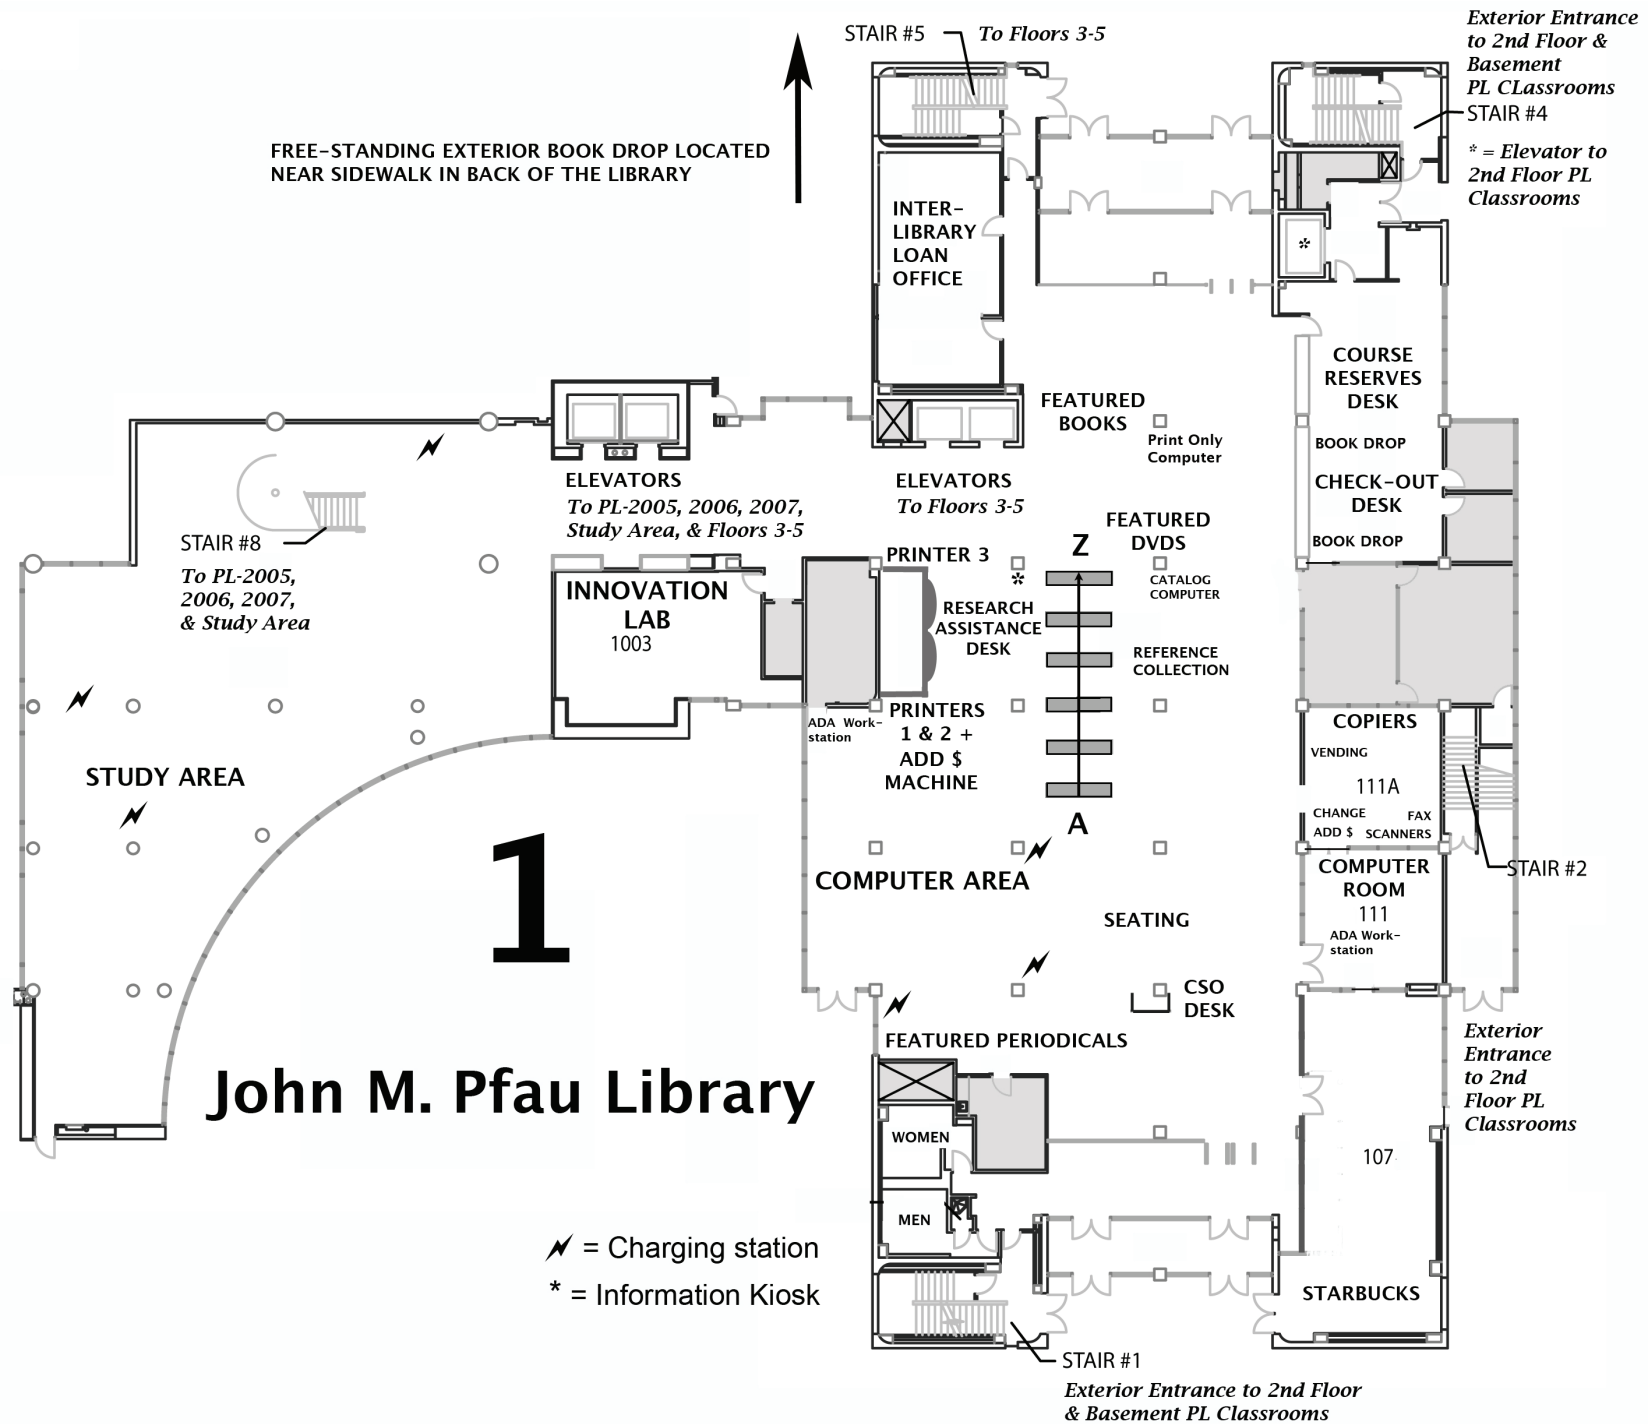 STAIR #5
To Floors 3-5
Exterior Entrance
to 2nd Floor &
Basement
PL CLassrooms
STAIR #4
* = Elevator to
2nd Floor PL
Classrooms
FREE-STANDING EXTERIOR BOOK DROP LOCATED
NEAR SIDEWALK IN BACK OF THE LIBRARY
INTER-
LIBRARY
LOAN
OFFICE
*
COURSE
RESERVES
DESK
FEATURED
BOOKS
Print Only
Computer
BOOK DROP
CHECK-OUT
DESK
BOOK DROP
ELEVATORS
To PL-2005, 2006, 2007,
Study Area, & Floors 3-5
ELEVATORS
To Floors 3-5
FEATURED
DVDS
STAIR #8
To PL-2005,
2006, 2007,
& Study Area
Z
PRINTER 3
*
CATALOG
COMPUTER
INNOVATION
LAB
1003
RESEARCH
ASSISTANCE
DESK
REFERENCE
COLLECTION
ADA Work-
station
PRINTERS
1 & 2 +
ADD $
MACHINE
COPIERS
VENDING
111A
CHANGE
FAX
ADD $
SCANNERS
STUDY AREA
A
COMPUTER AREA
COMPUTER
ROOM
111
ADA Work-
station
STAIR #2
SEATING
1
CSO
DESK
FEATURED PERIODICALS
Exterior
Entrance
to 2nd
Floor PL
Classrooms
John M. Pfau Library
WOMEN
107
MEN
= Charging station
* = Information Kiosk
STARBUCKS
STAIR #1
Exterior Entrance to 2nd Floor
& Basement PL Classrooms